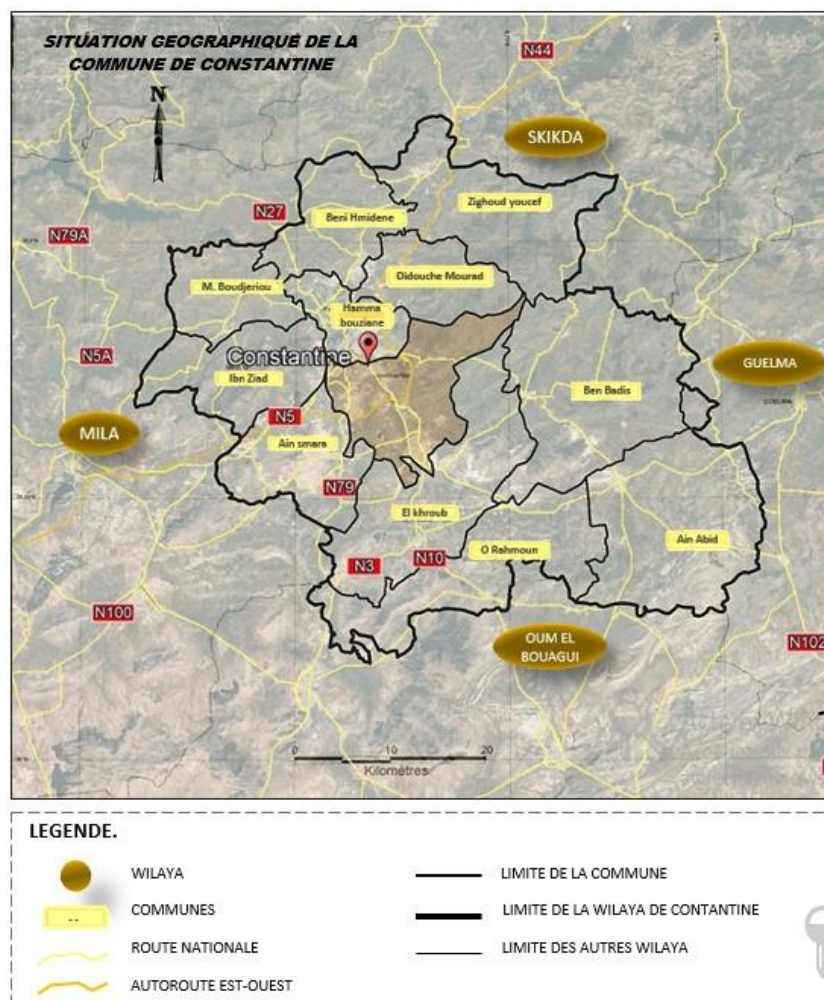 SITUATION GEOGRAPHIQUE DE LA
COMMUNE DE CONSTANTINE
N
N44
SKIKDA
Zighoud youcef
N27
Beni Hmidene
N79A
Didouche Mourad
M. Boudjeriou
Hamma
bouziane
N5A
Constantine
GUELMA
Ibn Ziad
Ben Badis
N5
MILA
Ain smara
N79
El khroub
Ain Abid
O Rahmoun
N10
N3
N100
OUM EL
BOUAGUI
N102
0 10 20
Kilomètres
LEGENDE.
WILAYA
LIMITE DE LA COMMUNE
COMMUNES
LIMITE DE LA WILAYA DE CONTANTINE
ROUTE NATIONALE
LIMITE DES AUTRES WILAYA
AUTOROUTE EST-OUEST